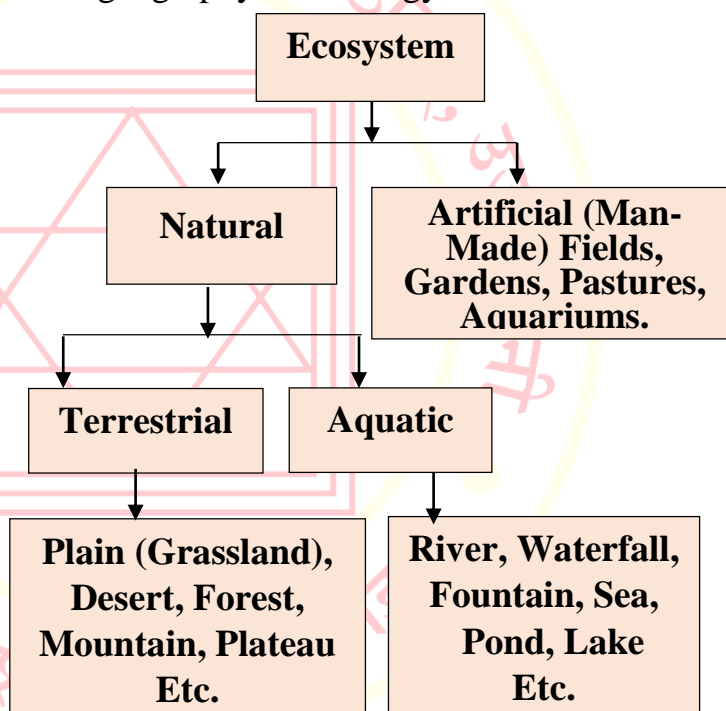 Ecosystem
Natural
Artificial (Man-
Made) Fields,
Gardens, Pastures,
Aquariums.
Terrestrial
Aquatic
Plain (Grassland),
Desert, Forest,
Mountain, Plateau
Etc.
River, Waterfall,
Fountain, Sea,
Pond, Lake
Etc.